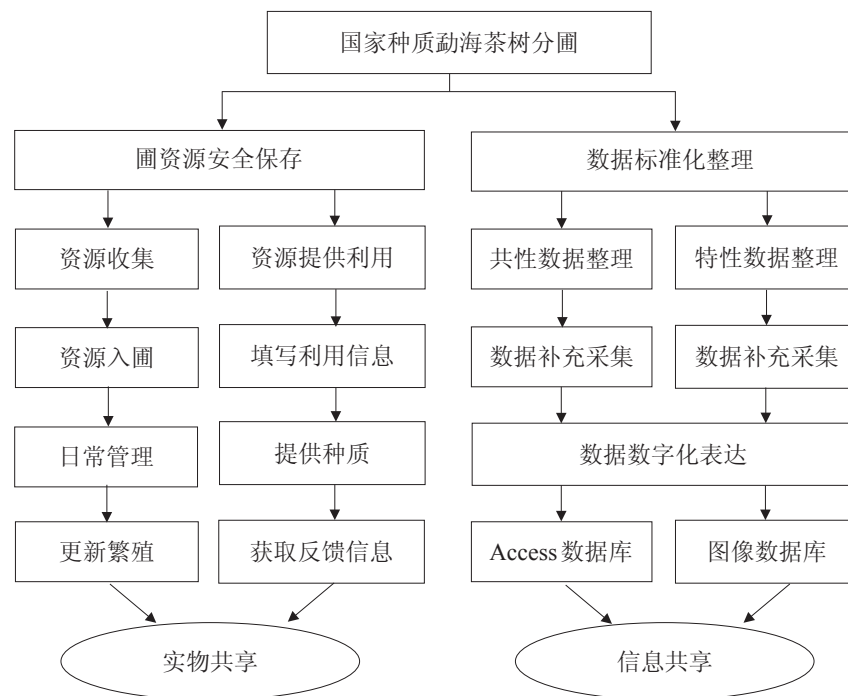 国家种质勐海茶树分圃
圃资源安全保存
数据标准化整理
资源收集
资源提供利用
共性数据整理
特性数据整理
资源入圃
填写利用信息
数据补充采集
数据补充采集
日常管理
提供种质
数据数字化表达
更新繁殖
获取反馈信息
Access数据库
图像数据库
实物共享
信息共享